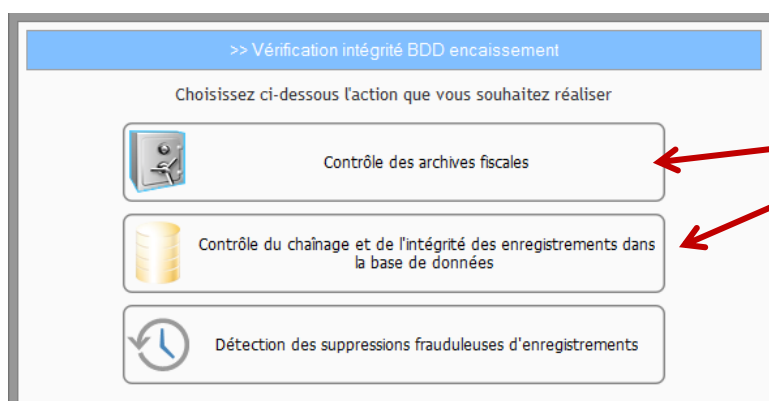 >> Vérification intégrité BDD encaissement
Choisissez ci-dessous l'action que vous souhaitez réaliser
Contrôle des archives fiscales
Contrôle du chaînage et de l'intégrité des enregistrements dans
la base de données
Détection des suppressions frauduleuses d'enregistrements